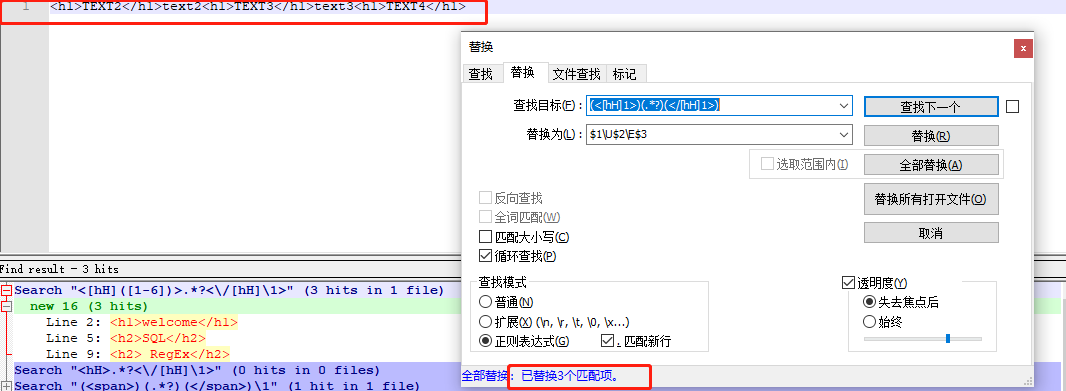 1 <h1>TEXT2</h1>text2<h1>TEXT3</h1>text3<h1>TEXT4</h1>
替换
查找 替换 文件查找 标记
查找目标(F): (<[hH]1>)(.*?)(</[hH]1>)
查找下一个
替换为(L): $1\U$2\E$3
替换(R)
选取范围内(I)
全部替换(A)
反向查找
替换所有打开文件(O)
全词匹配(W)
匹配大小写(C)
取消
循环查找(P)
Find result - 3 hits
Search "<[hH]([1-6])>.*?<\/[hH]\1>" (3 hits in 1 file)
new 16 (3 hits)
Line 2: <h1>welcome</h1>
Line 5: <h2>SQL</h2>
Line 9: <h2> RegEx</h2>
Search "<hH>.*?<\/[hH]\1>" (0 hits in 0 files)
Search "(<span>)(.*?)(</span>)\1" (1 hit in 1 file)
查找模式
普通(N)
扩展(X) (\n, \r, \t, \0, \x...)
正则表达式(G)
. 匹配新行
透明度(Y)
失去焦点后
始终
全部替换: 已替换3个匹配项。